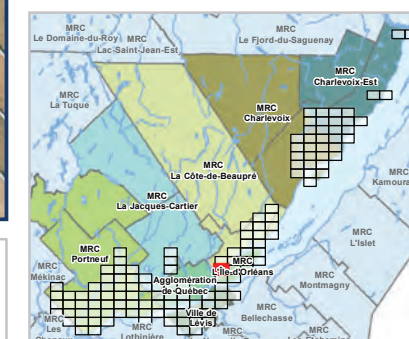 MRC
Le Domaine-du-Roy
MRC
Lac-Saint-Jean-Est
MRC
Le Fjord-du-Saguenay
MRC
Charlevoix-Est
MRC
La Tuque
MRC
Charlevoix
MRC
La Côte-de-Beaupré
MRC
Kamoura
MRC
La Jacques-Cartier
MRC
L'Islet
MRC
Portneuf
MRC
L'Île-d'Orléans
MRC
Mékinac
MRC
Montmagny
Agglomération
de Québec
MRC
Bellechasse
Ville de
Lévis
MRC
Les
MRC
Lotbinière
MRC
MRC